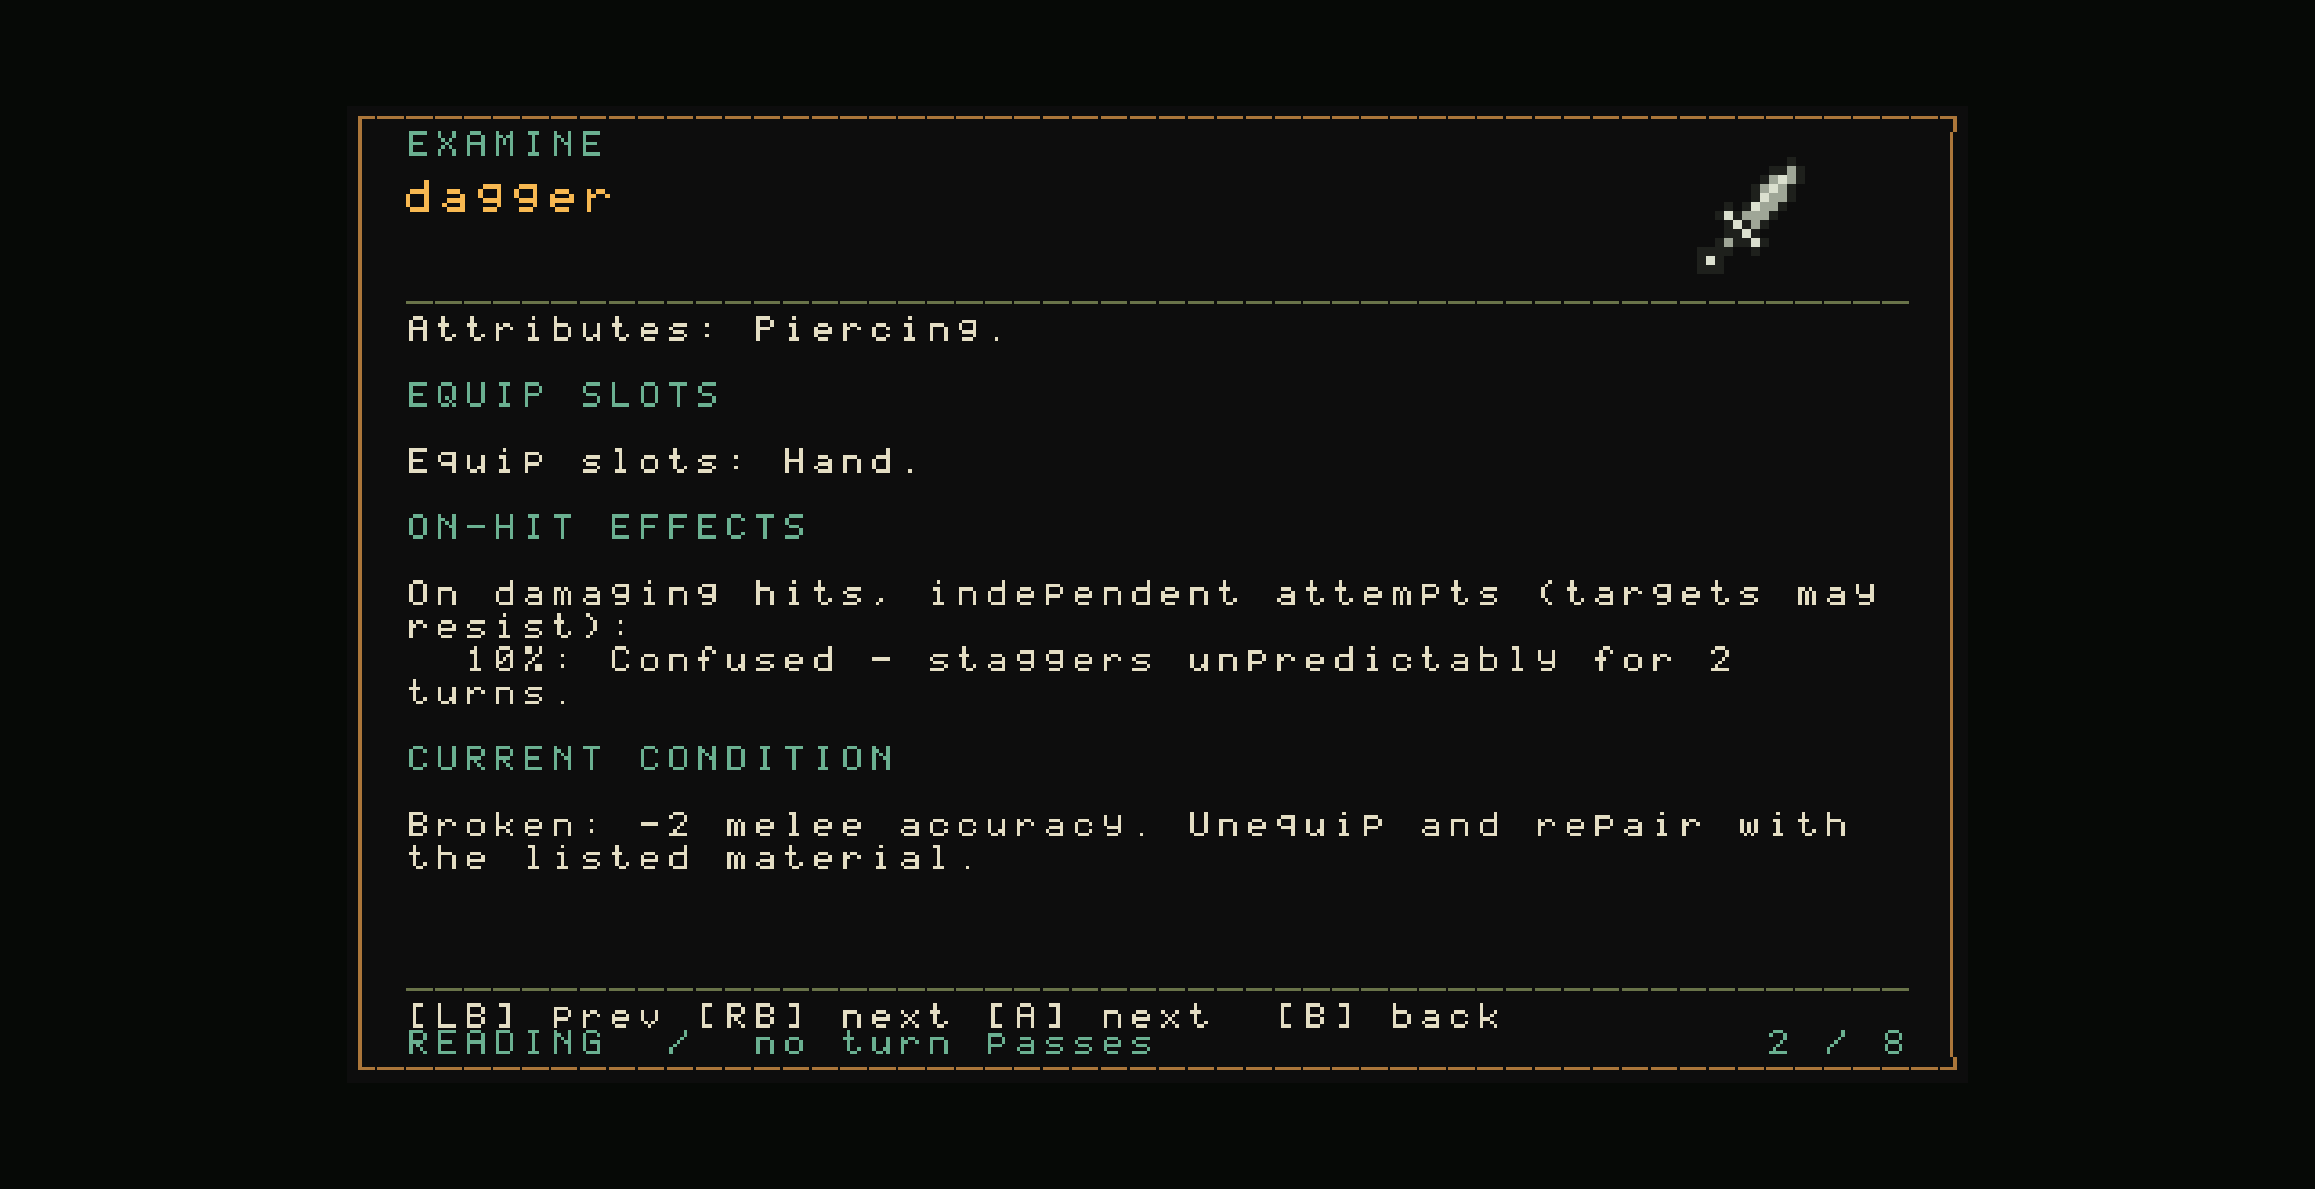 EXAMINE
dagger
Attributes: Piercing.
EQUIP SLOTS
Equip slots: Hand.
ON-HIT EFFECTS
On damaging hits, independent attempts (targets may
resist):
10%: Confused - staggers unpredictably for 2
turns.
CURRENT CONDITION
Broken: -2 melee accuracy. Unequip and repair with
the listed material.
[LB] prev [RB] next [A] next [B] back
READING / no turn passes 2 / 8